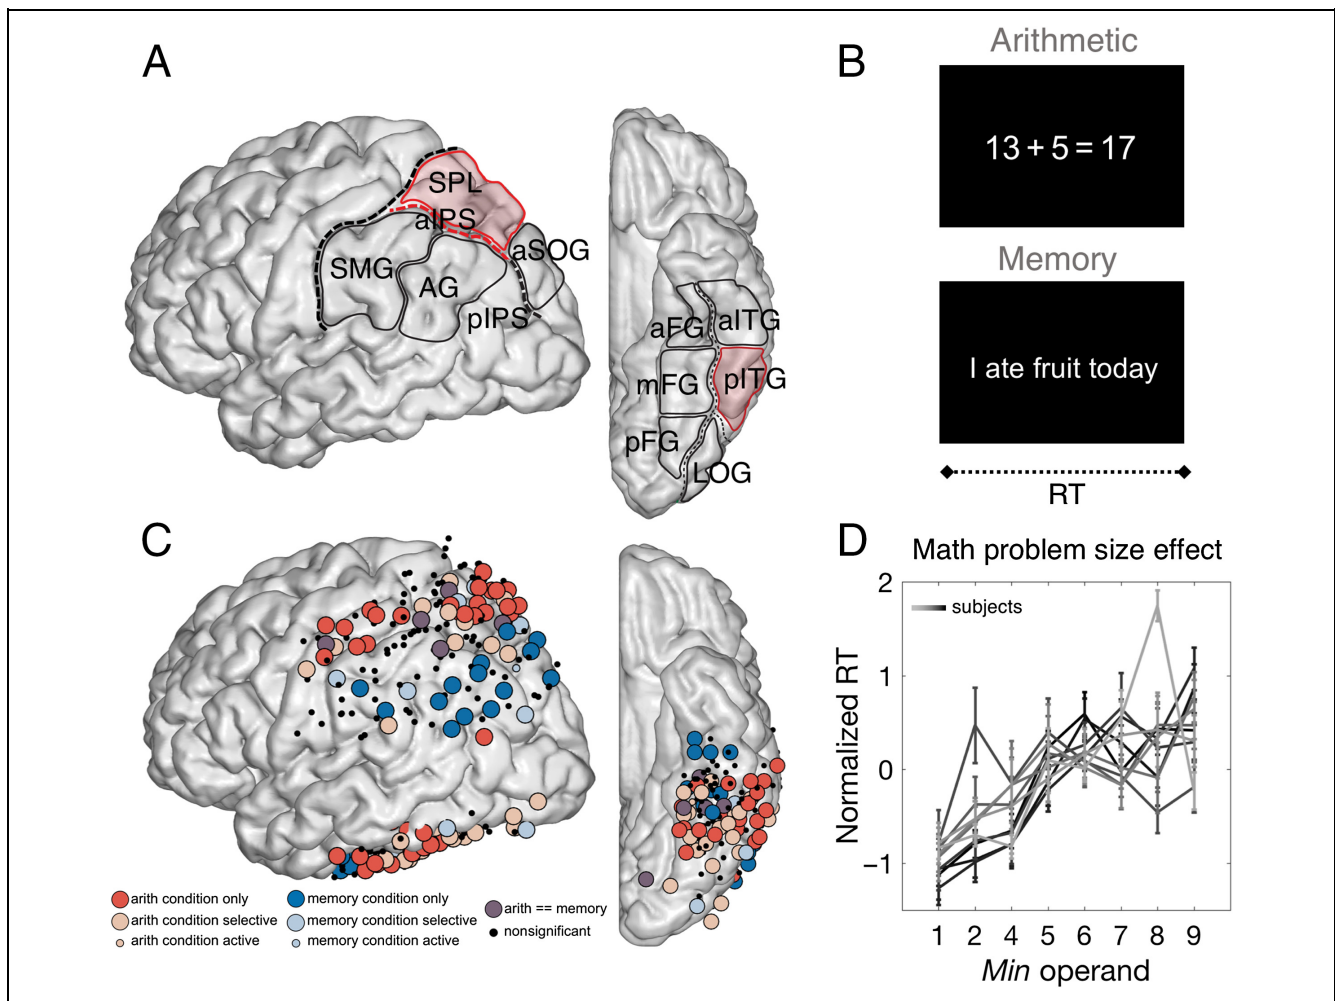 A
SPL
aIPS
aSOG
SMG
AG
pIPS
aFG
aITG
mFG
pITG
pFG
LOG
B
Arithmetic
13 + 5 = 17
Memory
I ate fruit today
RT
C
arith condition only
arith condition selective
arith condition active
memory condition only
memory condition selective
memory condition active
arith == memory
nonsignificant
D
Math problem size effect
subjects
Normalized RT
2
1
0
−1
1 2 4 5 6 7 8 9
Min operand